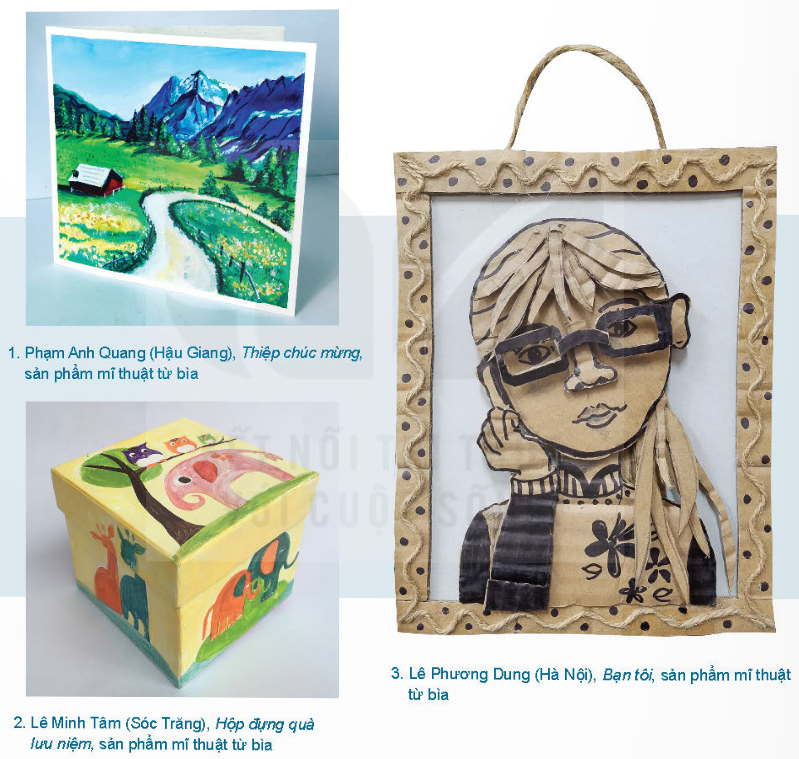 1. Phạm Anh Quang (Hậu Giang), Thiệp chúc mừng,
sản phẩm mĩ thuật từ bìa
2. Lê Minh Tâm (Sóc Trăng), Hộp đựng quà
lưu niệm, sản phẩm mĩ thuật từ bìa
3. Lê Phương Dung (Hà Nội), Bạn tôi, sản phẩm mĩ thuật
từ bìa